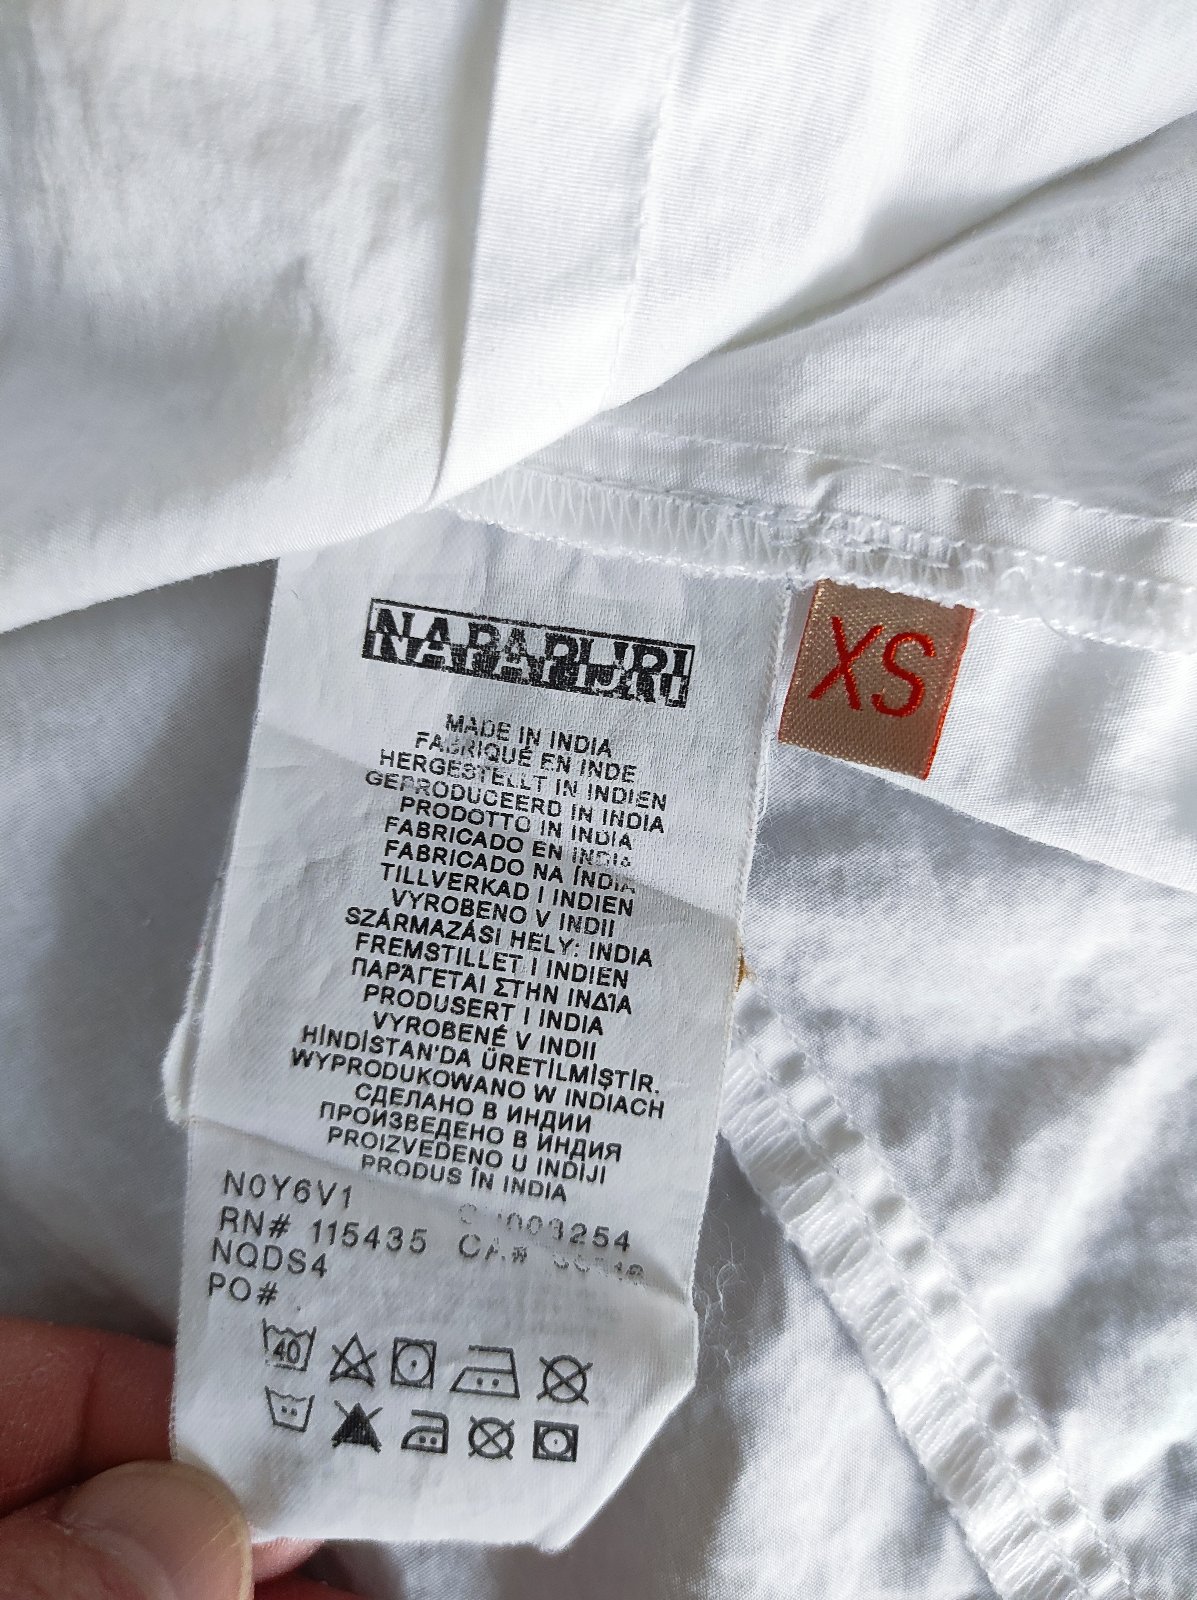 NAPAPIJRI
XS
MADE IN INDIA
FABRIQUÉ EN INDE
HERGESTELLT IN INDIEN
GEPRODUCEERD IN INDIA
PRODOTTO IN INDIA
FABRICADO EN INDIA
FABRICADO NA ÍNDIA
TILLVERKAD I INDIEN
VYROBENO V INDII
SZÁRMAZÁSI HELY: INDIA
FREMSTILLET I INDIEN
ΠΑΡΆΓΕΤΑΙ ΣΤΗΝ ΙΝΔΊΑ
PRODUSERT I INDIA
VYROBENÉ V INDII
HİNDİSTAN'DA ÜRETİLMİŞTİR.
WYPRODUKOWANO W INDIACH
СДЕЛАНО В ИНДИИ
ПРОИЗВЕДЕНО В ИНДИЯ
PROIZVEDENO U INDIJI
PRODUS ÎN INDIA
N0Y6V1
RN# 115435 CA#
NQDS4
PO#
40